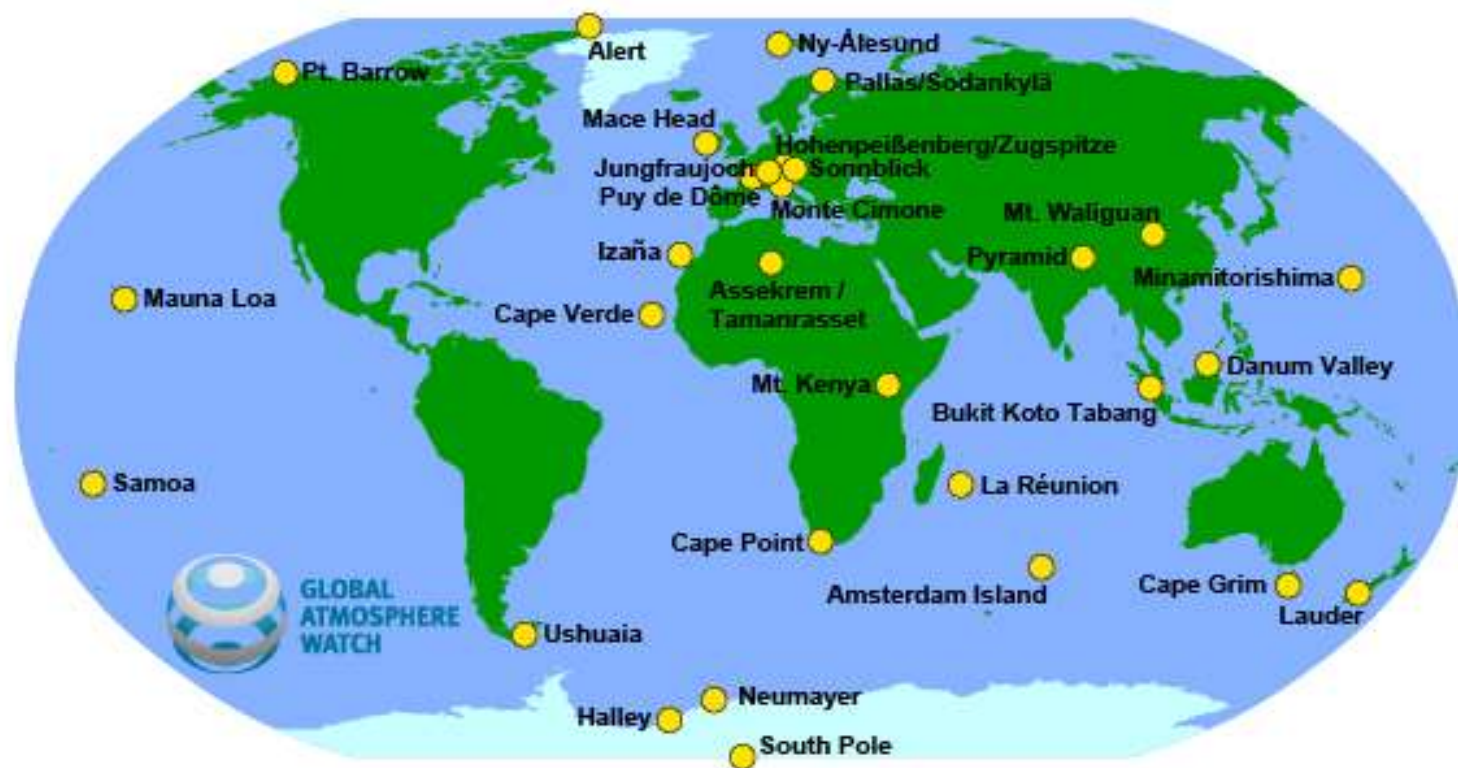 Alert
Ny-Ålesund
Pt. Barrow
Pallas/Sodankylä
Mace Head
Hohenpeißenberg/Zugspitze
Jungfraujoch
Sonnblick
Puy de Dôme
Monte Cimone
Mt. Waliguan
Izaña
Pyramid
Minamitorishima
Mauna Loa
Assekrem /
Tamanrasset
Cape Verde
Danum Valley
Mt. Kenya
Bukit Koto Tabang
Samoa
La Réunion
Cape Point
Cape Grim
Amsterdam Island
Lauder
GLOBAL
ATMOSPHERE
WATCH
Ushuaia
Neumayer
Halley
South Pole